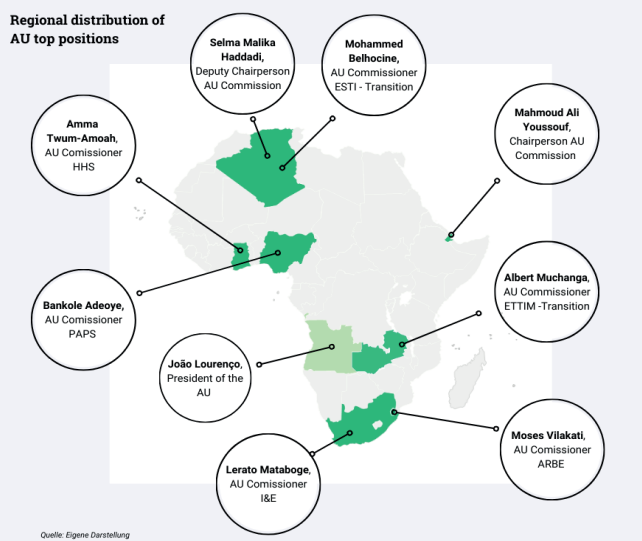 Regional distribution of
AU top positions
Selma Malika
Haddadi,
Deputy Chairperson
AU Commission
Mohammed
Belhocine,
AU Commissioner
ESTI - Transition
Amma
Twum-Amoah,
AU Comissioner
HHS
Mahmoud Ali
Youssouf,
Chairperson AU
Commission
Bankole Adeoye,
AU Comissioner
PAPS
Albert Muchanga,
AU Commissioner
ETTIM -Transition
João Lourenço,
President of the
AU
Lerato Mataboge,
AU Comissioner
I&E
Moses Vilakati,
AU Comissioner
ARBE
Quelle: Eigene Darstellung